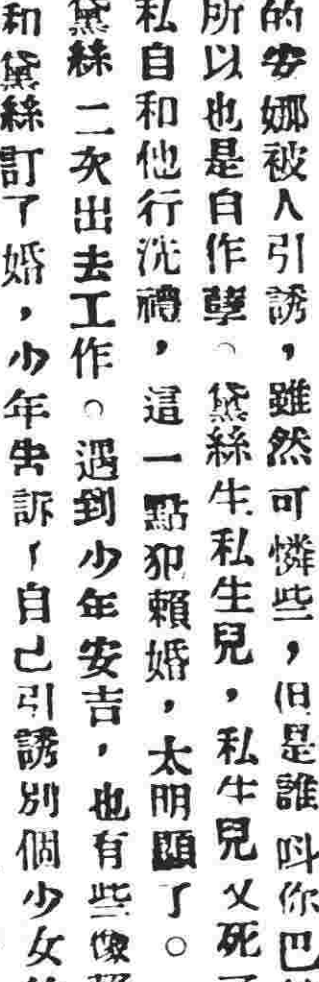 的安娜被人引誘，雖然可憐些，但是誰叫你巴
所以也是自作孽。黛絲生私生兒，私生兒又死
私自和他行洗禮，這一點犯賴婚，太明顯了。
黛絲二次出去工作。遇到少年安吉，也有些像
和黛絲訂了婚，少年告訴了自己引誘別個少女